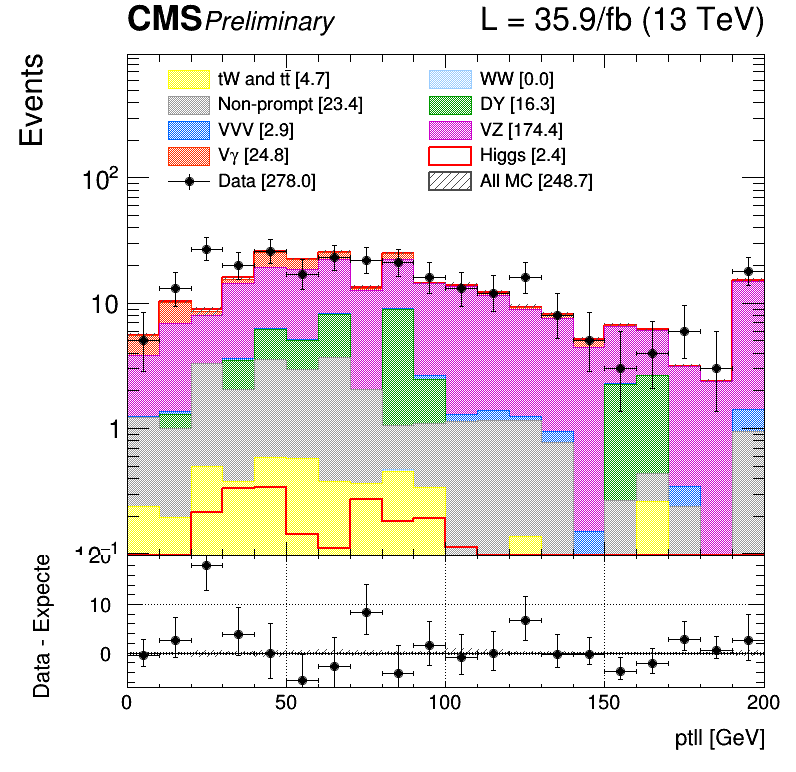 CMS Preliminary L = 35.9/fb (13 TeV)
Events
tW and tt̄ [4.7] WW [0.0]
Non-prompt [23.4] DY [16.3]
VVV [2.9] VZ [174.4]
Vγ [24.8] Higgs [2.4]
Data [278.0] All MC [248.7]
10²
10
1
20
10
0
Data - Expecte
0 50 100 150 200
ptll [GeV]